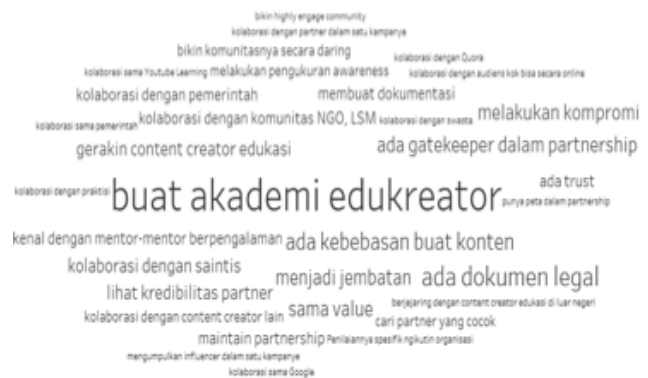 bikin highly engage community
kolaborasi dengan partner dalam satu kampanye
bikin komunitasnya secara daring
kolaborasi dengan Quora
kolaborasi sama Youtube Learning
melakukan pengukuran awareness
kolaborasi dengan audiens kok bisa secara online
kolaborasi dengan pemerintah
membuat dokumentasi
kolaborasi sama pemerintah
kolaborasi dengan komunitas NGO, LSM
kolaborasi dengan swasta
melakukan kompromi
gerakin content creator edukasi
ada gatekeeper dalam partnership
kolaborasi dengan praktisi
buat akademi edukreator
ada trust
punya peta dalam partnership
kenal dengan mentor-mentor berpengalaman
ada kebebasan buat konten
kolaborasi dengan saintis
menjadi jembatan
ada dokumen legal
lihat kredibilitas partner
berjejaring dengan content creator edukasi di luar negeri
kolaborasi dengan content creator lain
sama value
cari partner yang cocok
maintain partnership
Penilaiannya spesifik ngikutin organisasi
mengumpulkan influencer dalam satu kampanye
kolaborasi sama Google